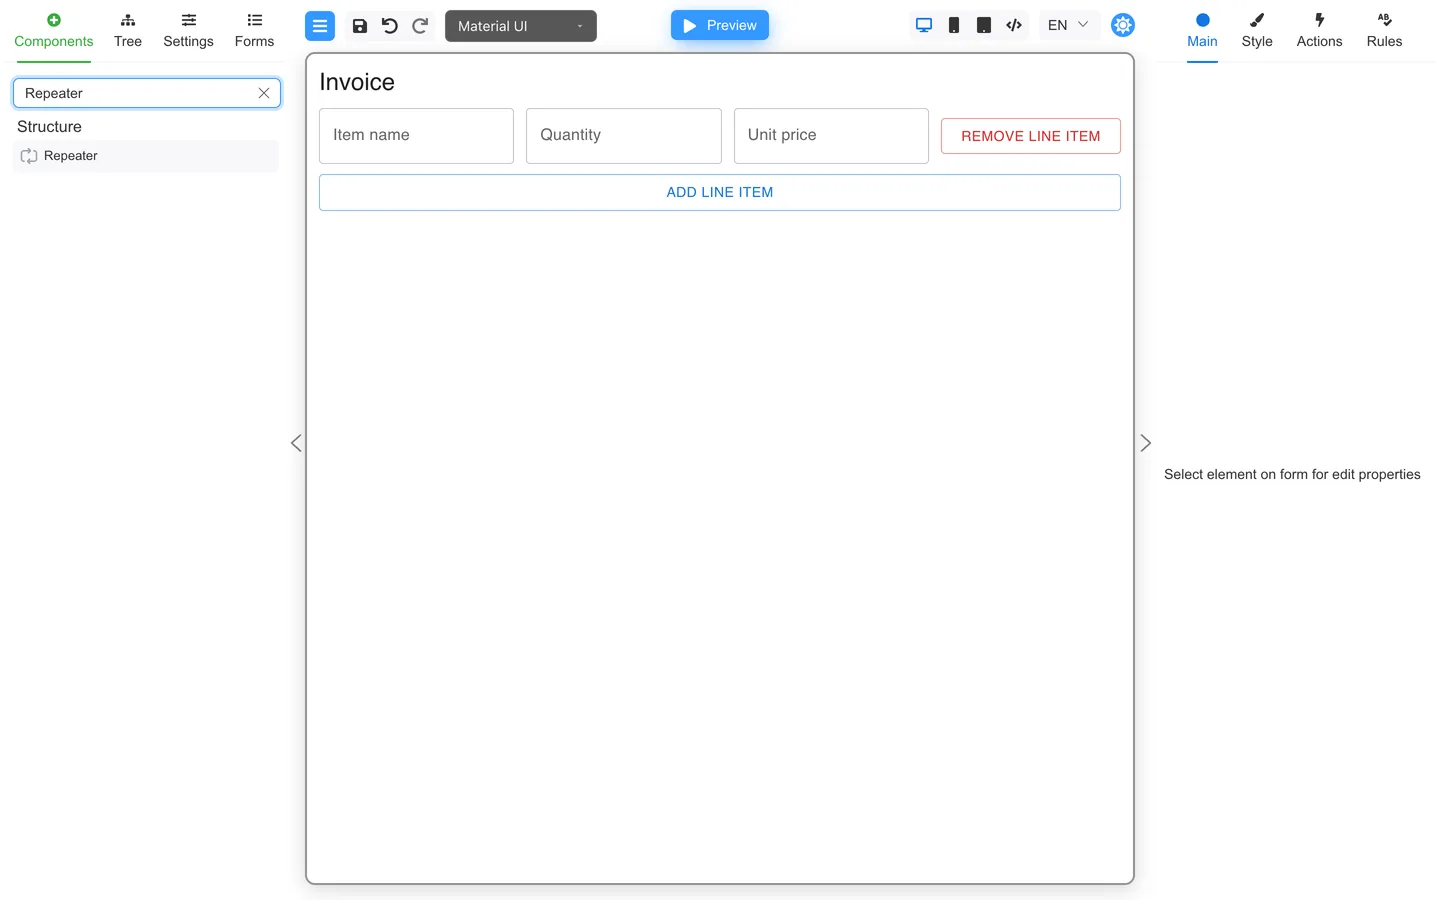 Components Tree Settings Forms
Material UI
Preview
EN
Main Style Actions Rules
Repeater
Structure
Repeater
Invoice
Item name Quantity Unit price REMOVE LINE ITEM
ADD LINE ITEM
Select element on form for edit properties